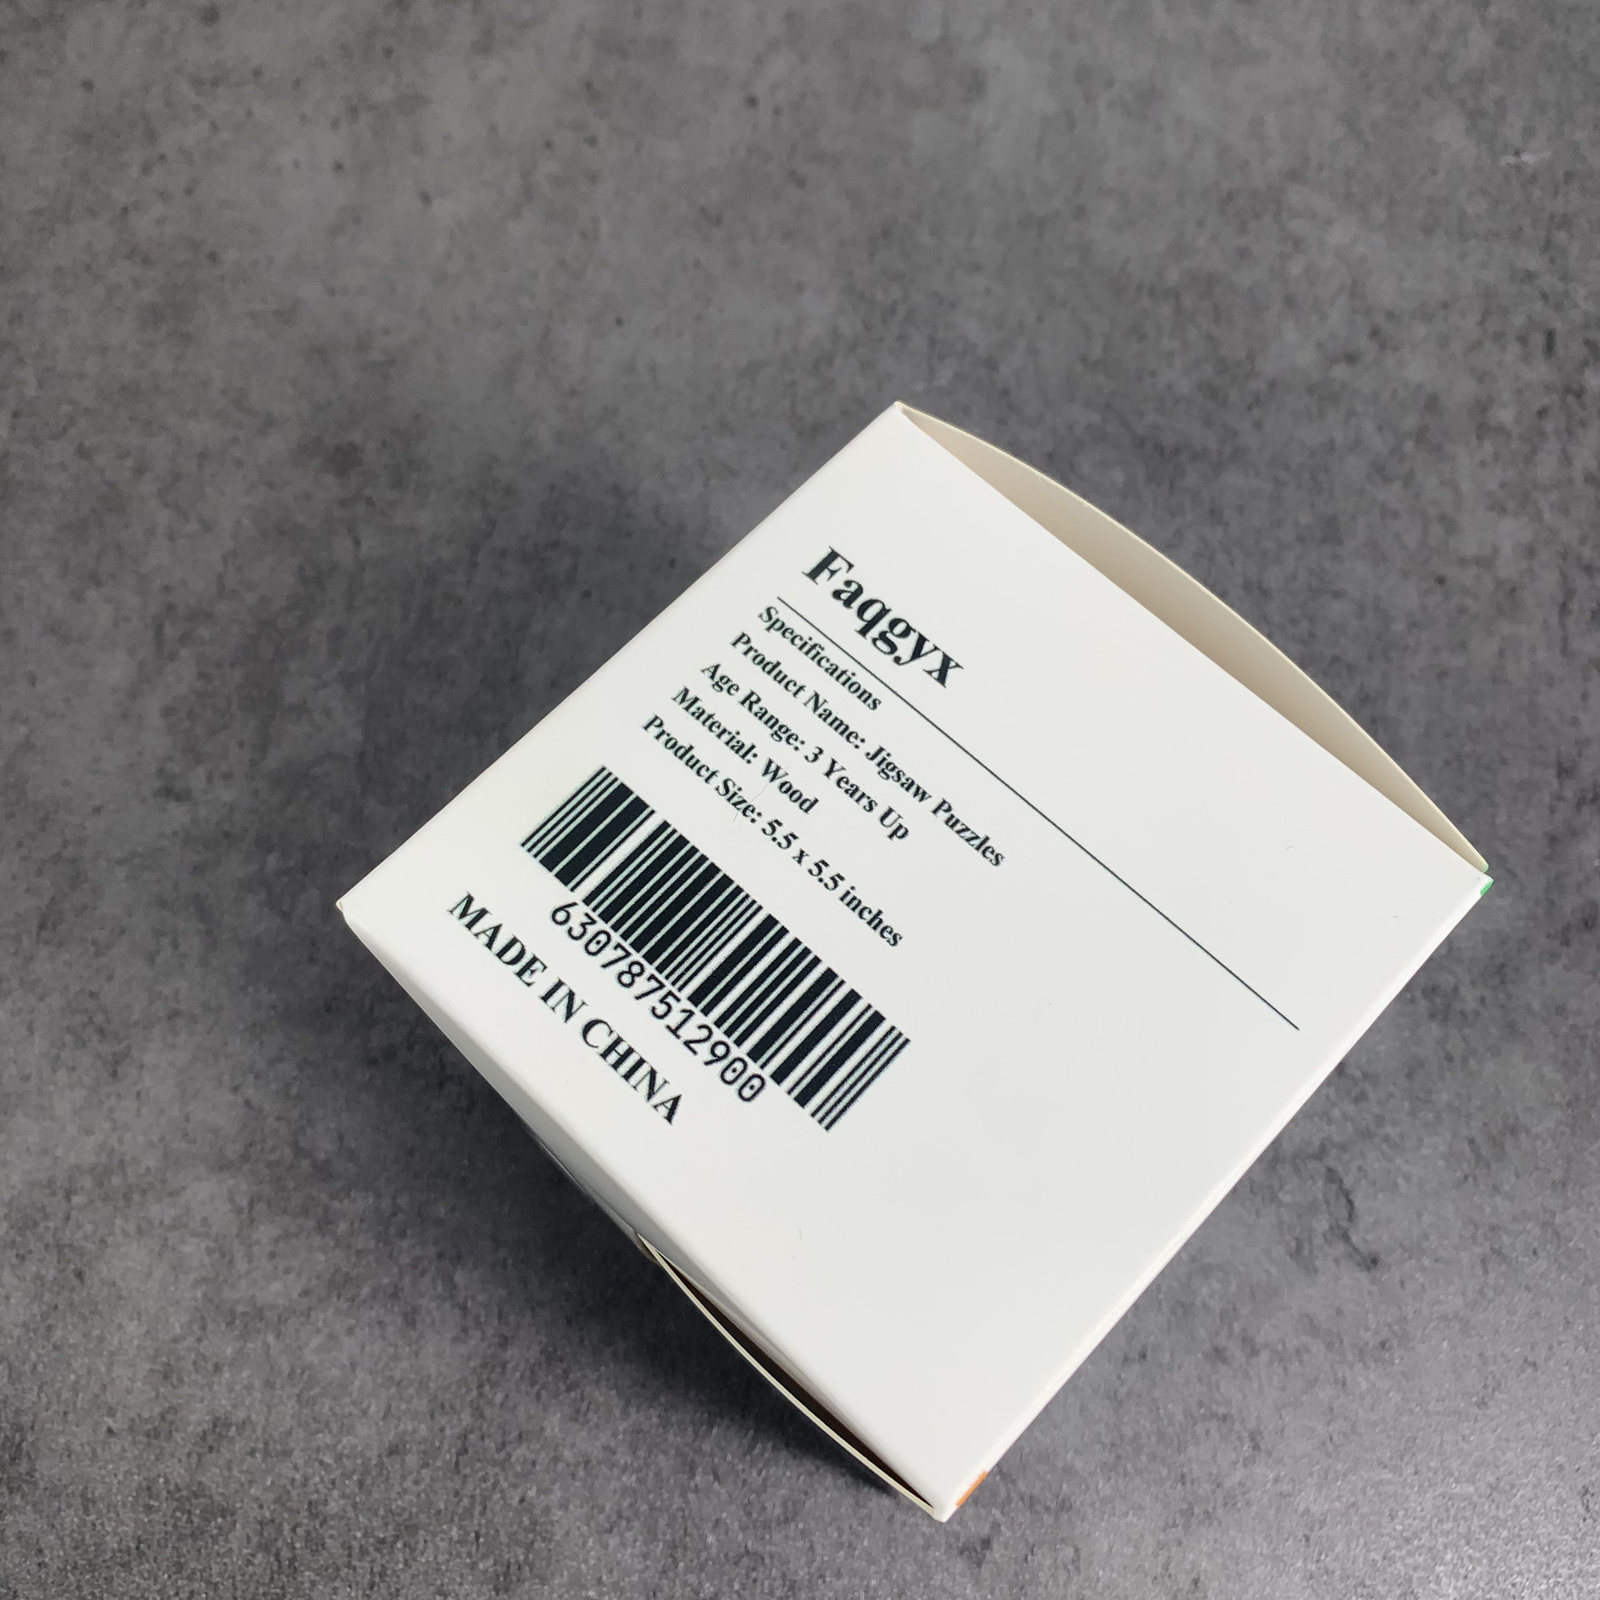 Faqgyx
Specifications
Product Name: Jigsaw Puzzles
Age Range: 3 Years Up
Material: Wood
Product Size: 5.5 x 5.5 inches
630787512900
MADE IN CHINA